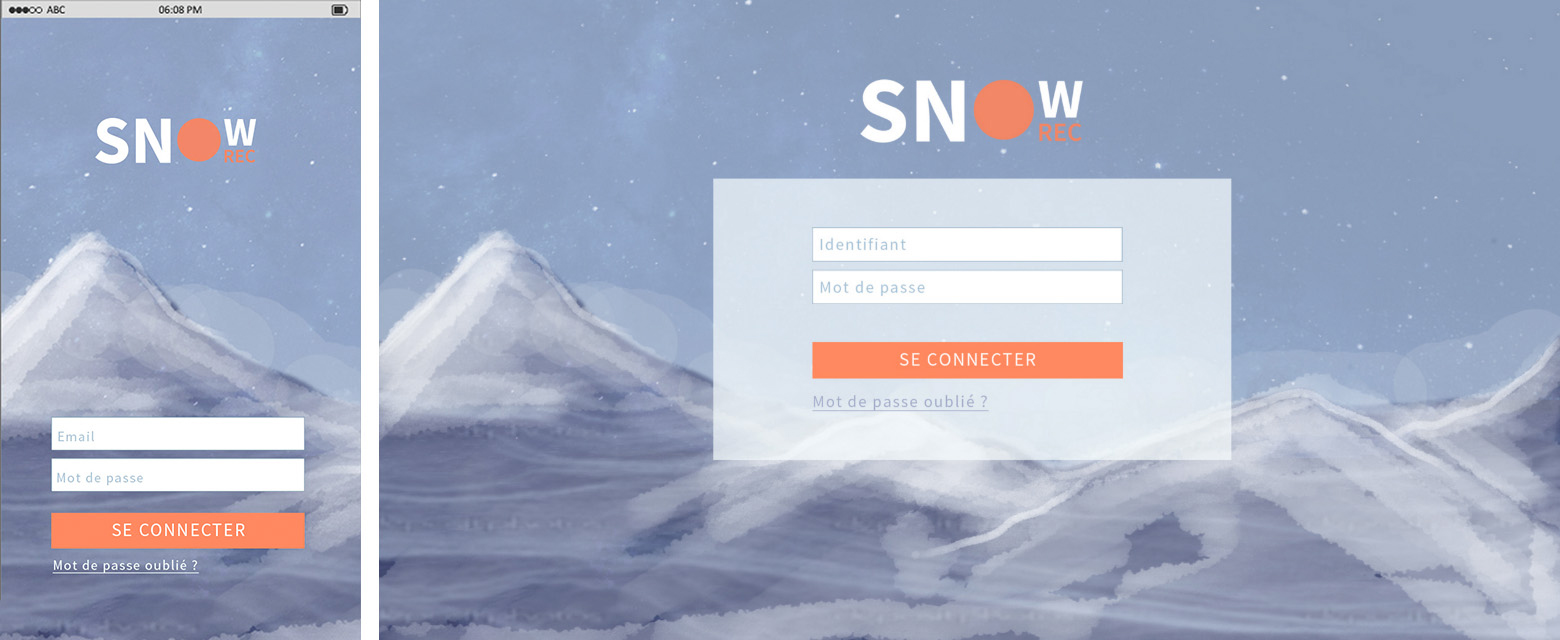 ABC 06:08 PM
SNOW
REC
Email
Mot de passe
SE CONNECTER
Mot de passe oublié ?
SNOW
REC
Identifiant
Mot de passe
SE CONNECTER
Mot de passe oublié ?